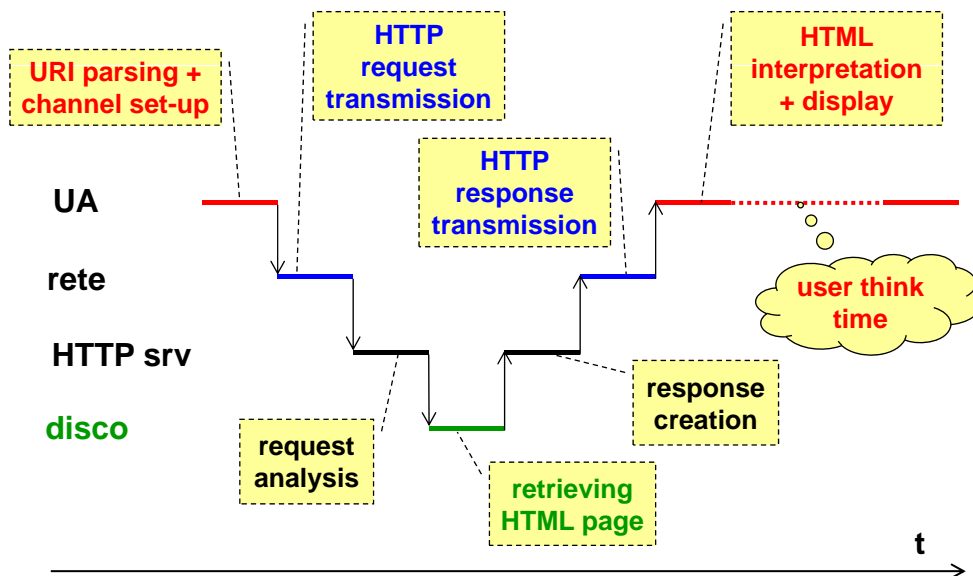 URI parsing +
channel set-up
HTTP
request
transmission
HTML
interpretation
+ display
HTTP
response
transmission
UA
rete
user think
time
HTTP srv
response
creation
disco
request
analysis
retrieving
HTML page
t